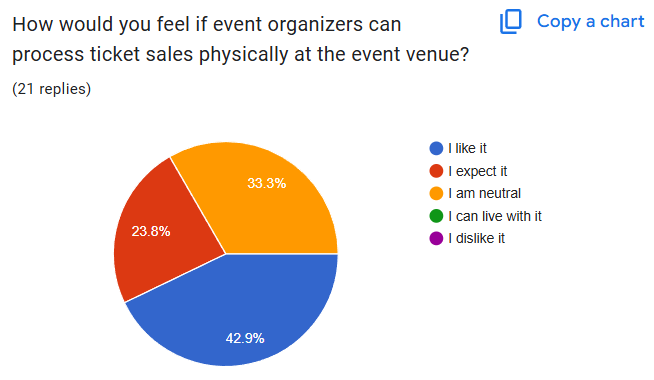 How would you feel if event organizers can
process ticket sales physically at the event venue?
Copy a chart
(21 replies)
I like it
I expect it
I am neutral
I can live with it
I dislike it
33.3%
23.8%
42.9%